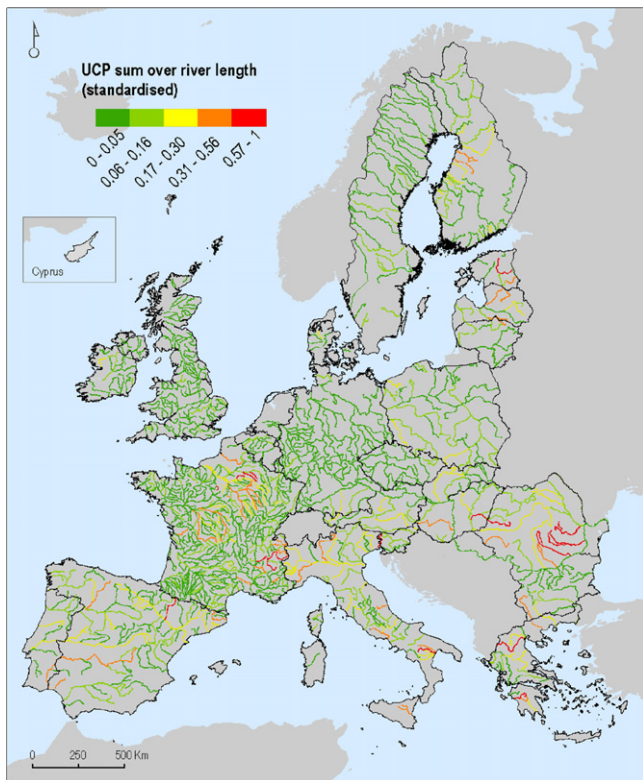 UCP sum over river length
(standardised)
0 - 0.05
0.06 - 0.16
0.17 - 0.30
0.31 - 0.56
0.57 - 1
Cyprus
0 250 500 Km